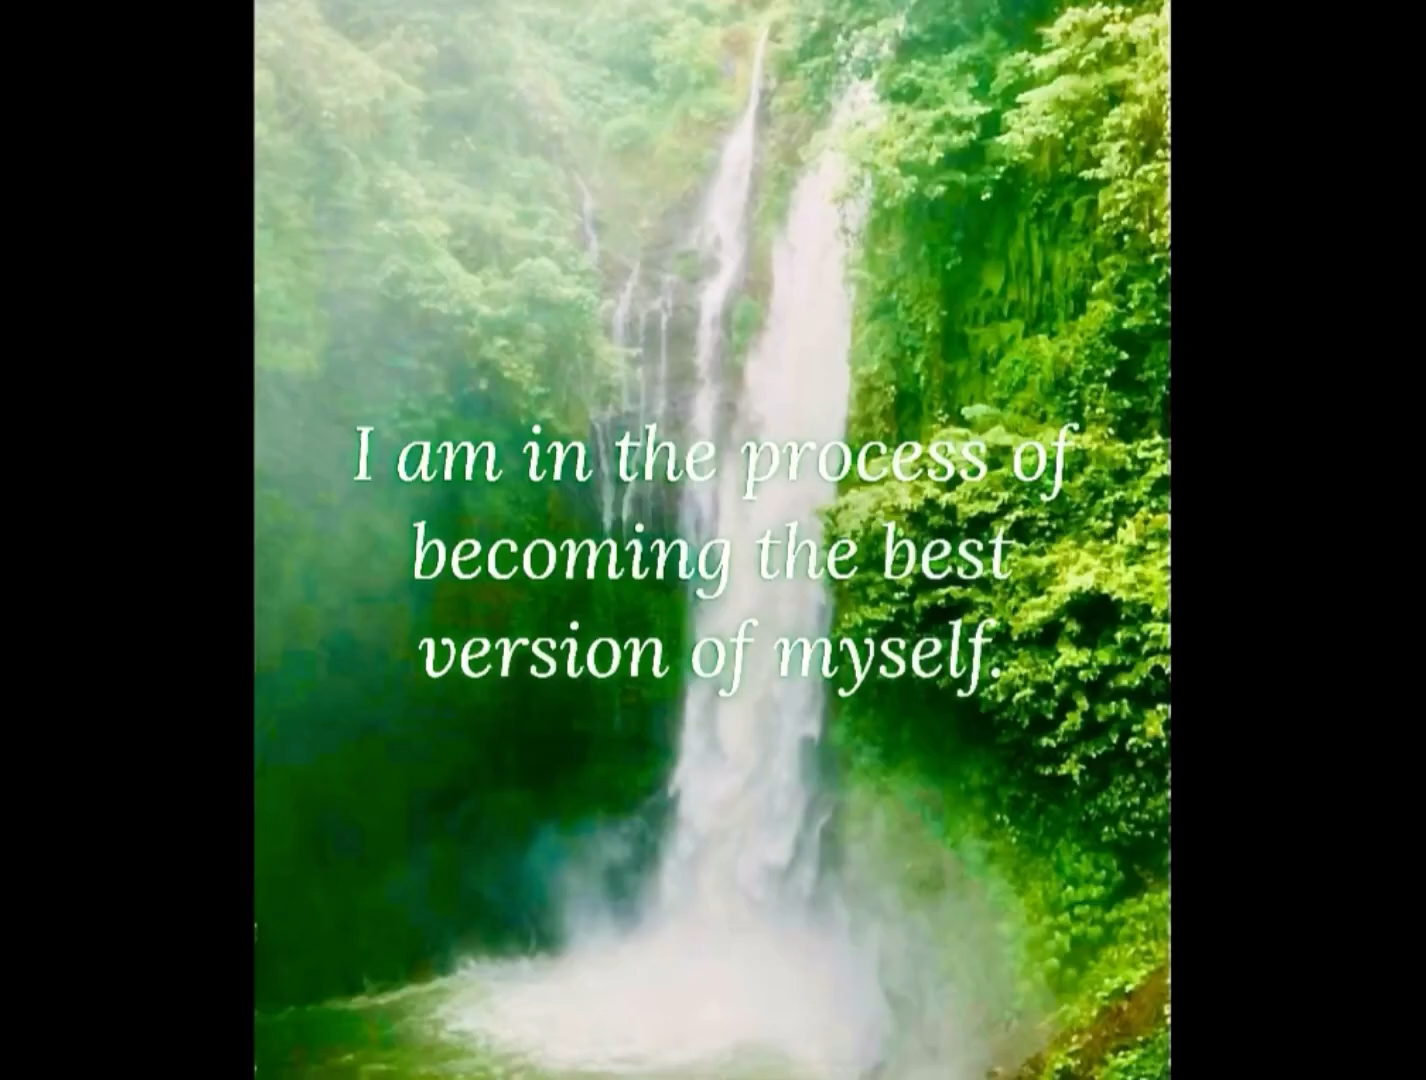 I am in the process of
becoming the best
version of myself.